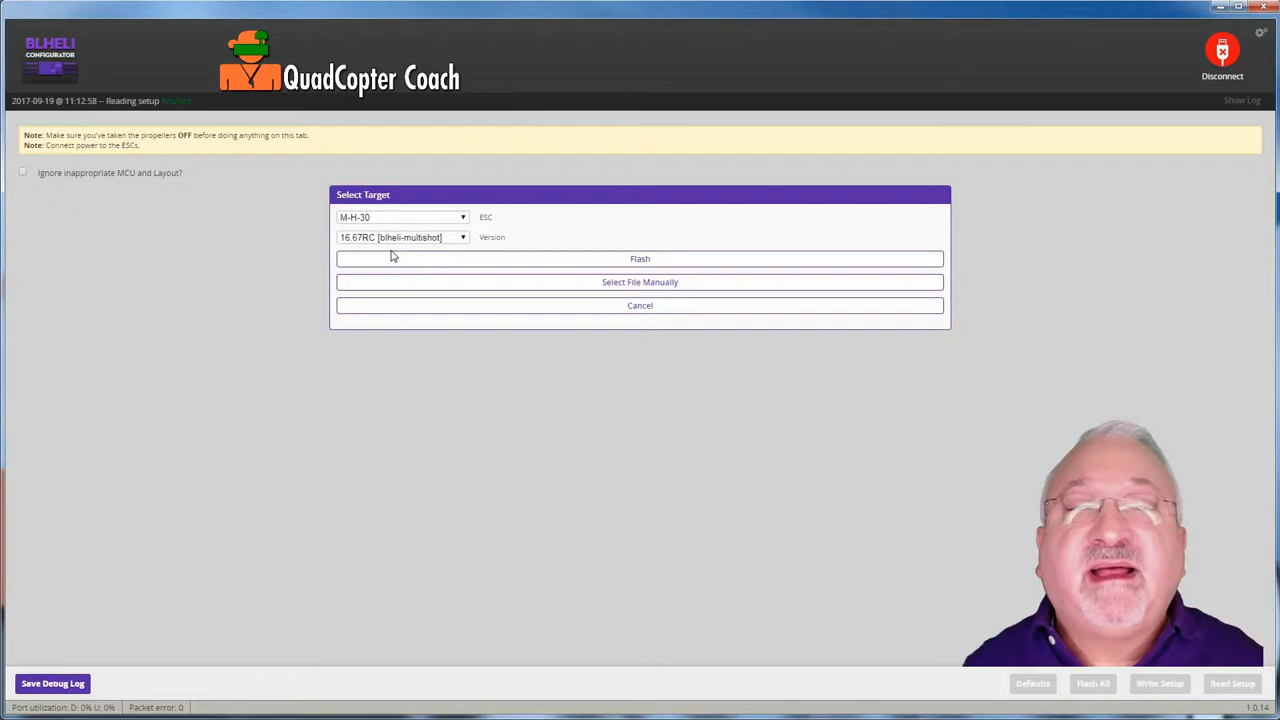 BLHELI
CONFIGURATOR
QuadCopter Coach
Disconnect
2017-09-19 @ 11:12:58 -- Reading setup finished
Show Log
Note: Make sure you've taken the propellers OFF before doing anything on this tab.
Note: Connect power to the ESCs.
Ignore inappropriate MCU and Layout?
Select Target
M-H-30 ESC
16.67RC [blheli-multishot] Version
Flash
Select File Manually
Cancel
Save Debug Log
Defaults
Flash All
Write Setup
Read Setup
Port utilization: D: 0% U: 0%
Packet error: 0
1.0.14